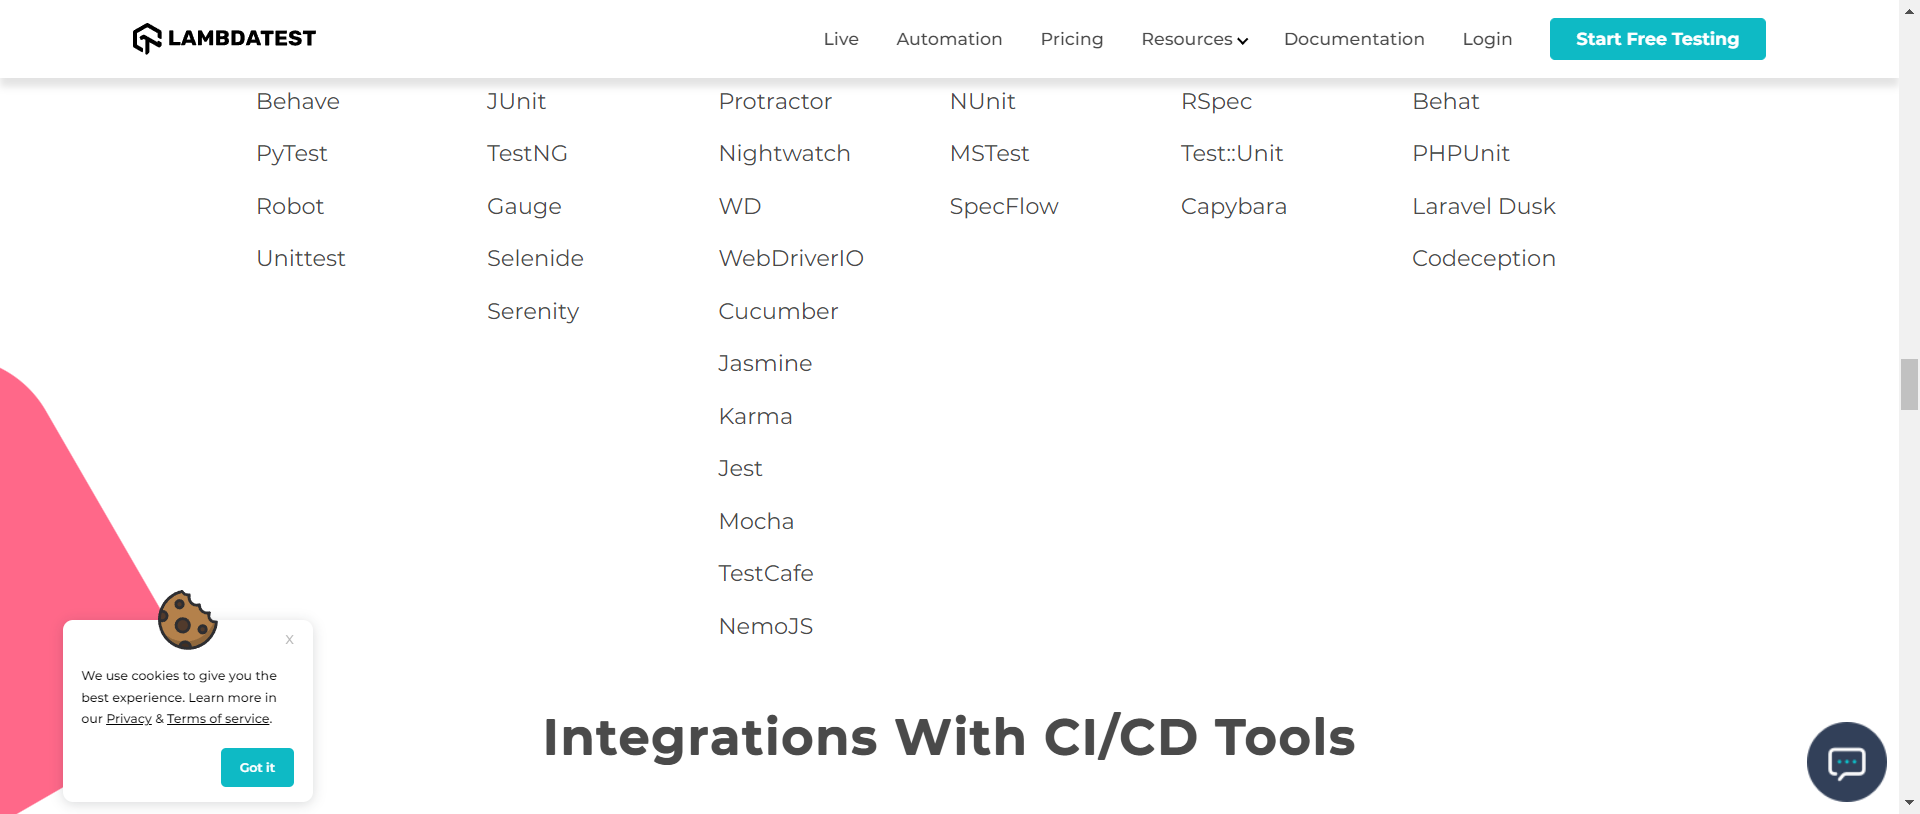 LAMBDATEST
Live Automation Pricing Resources Documentation Login Start Free Testing
Behave JUnit Protractor NUnit RSpec Behat
PyTest TestNG Nightwatch MSTest Test::Unit PHPUnit
Robot Gauge WD SpecFlow Capybara Laravel Dusk
Unittest Selenide WebDriverIO Codeception
Serenity Cucumber
Jasmine
Karma
Jest
Mocha
TestCafe
NemoJS
X
We use cookies to give you the
best experience. Learn more in
our Privacy & Terms of service.
Got it
Integrations With CI/CD Tools